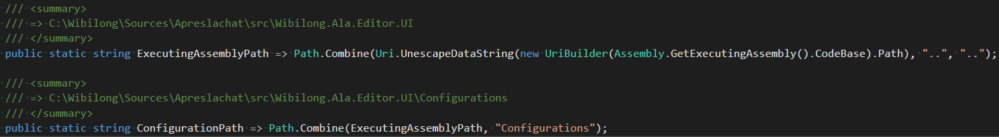 /// <summary>
/// => C:\Wibilong\Sources\Apreslachat\src\Wibilong.Ala.Editor.UI
/// </summary>
public static string ExecutingAssemblyPath => Path.Combine(Uri.UnescapeDataString(new UriBuilder(Assembly.GetExecutingAssembly().CodeBase).Path), "..", "..");
/// <summary>
/// => C:\Wibilong\Sources\Apreslachat\src\Wibilong.Ala.Editor.UI\Configurations
/// </summary>
public static string ConfigurationPath => Path.Combine(ExecutingAssemblyPath, "Configurations");